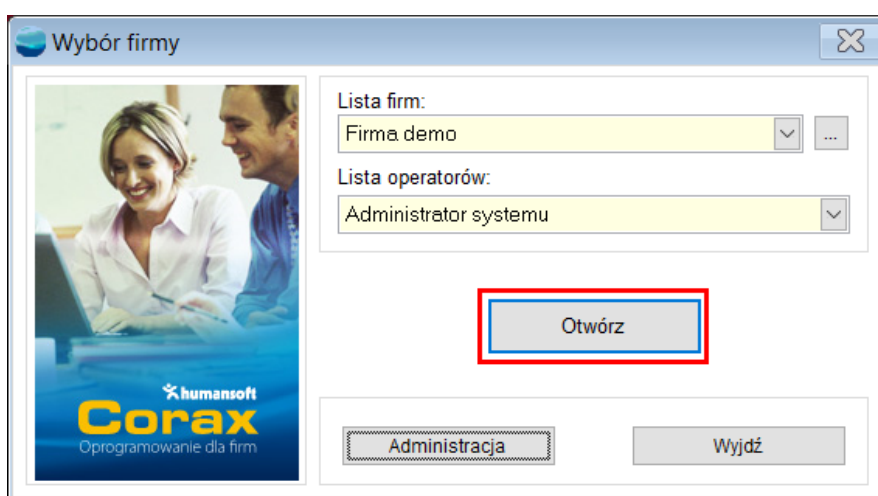 Wybór firmy
Lista firm:
Firma demo
...
Lista operatorów:
Administrator systemu
Otwórz
humansoft
Corax
Oprogramowanie dla firm
Administracja
Wyjdź